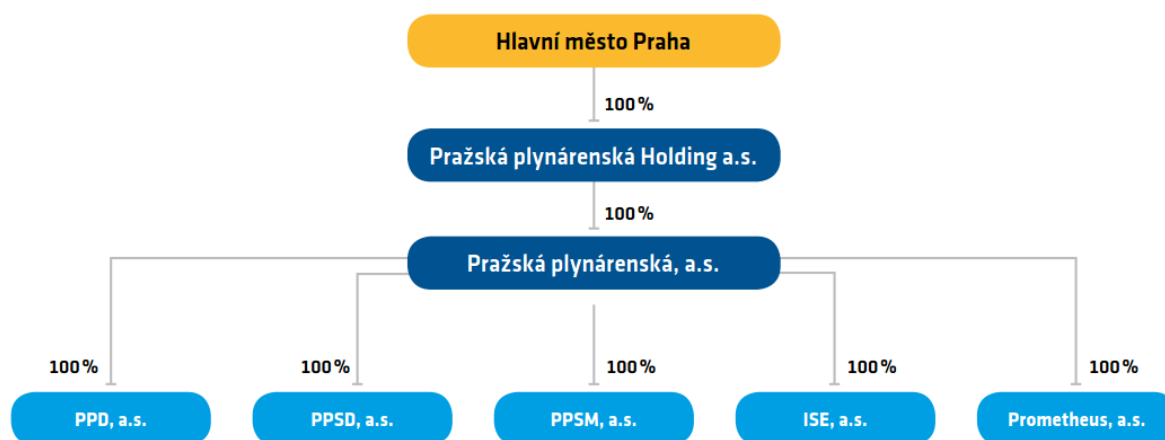 Hlavní město Praha
100 %
Pražská plynárenská Holding a.s.
100 %
Pražská plynárenská, a.s.
100 % 100 % 100 % 100 % 100 %
PPD, a.s. PPSD, a.s. PPSM, a.s. ISE, a.s. Prometheus, a.s.